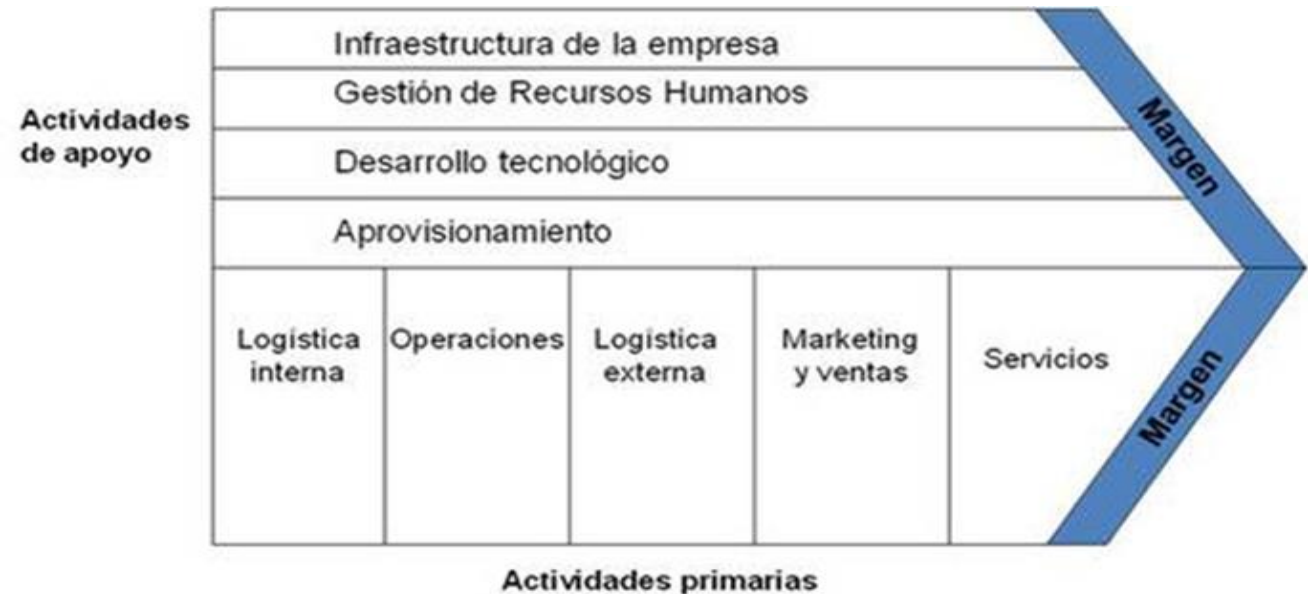 Infraestructura de la empresa
Gestión de Recursos Humanos
Actividades
de apoyo
Desarrollo tecnológico
Aprovisionamiento
Margen
Logística
interna
Operaciones
Logística
externa
Marketing
y ventas
Servicios
Margen
Actividades primarias